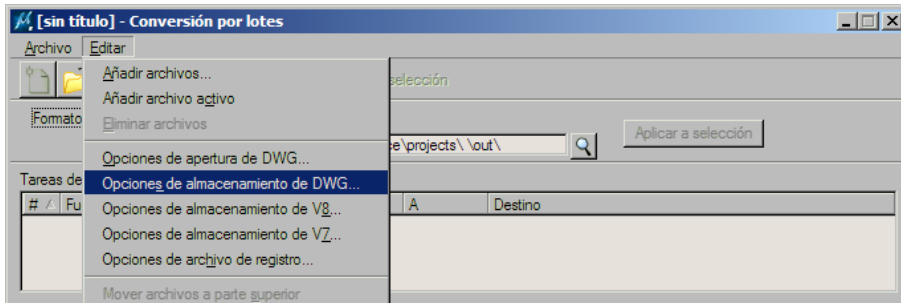 [sin título] - Conversión por lotes
Archivo Editar
Añadir archivos...
selección
Añadir archivo activo
Formato
Eliminar archivos
Aplicar a selección
e\projects\ \out\
Opciones de apertura de DWG...
Tareas de
Opciones de almacenamiento de DWG...
# Fu A Destino
Opciones de almacenamiento de V8...
Opciones de almacenamiento de V7...
Opciones de archivo de registro...
Mover archivos a parte superior